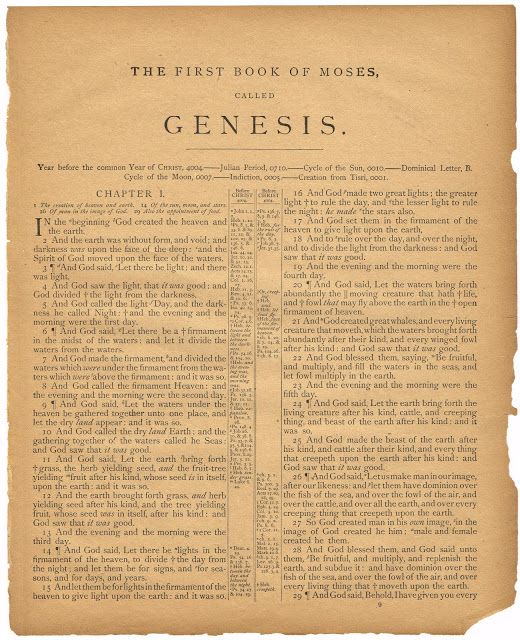 THE FIRST BOOK OF MOSES,
CALLED
GENESIS.
Year before the common Year of CHRIST, 4004.—Julian Period, 0710.—Cycle of the Sun, 0010.—Dominical Letter, B.
Cycle of the Moon, 0007.—Indiction, 0005.—Creation from Tisri, 0001.
CHAPTER I.
1 The creation of heaven and earth. 14 Of the sun, moon, and stars.
26 Of man in the image of God. 29 Also the appointment of food.
IN the beginning God created the heaven and
the earth.
2 And the earth was without form, and void; and
darkness was upon the face of the deep: and the
Spirit of God moved upon the face of the waters.
3 ¶ And God said, Let there be light: and there
was light.
4 And God saw the light, that it was good: and
God divided †the light from the darkness.
5 And God called the light Day, and the dark-
ness he called Night: †and the evening and the
morning were the first day.
6 ¶ And God said, Let there be a †firmament
in the midst of the waters: and let it divide the
waters from the waters.
7 And God made the firmament, and divided the
waters which were under the firmament from the wa-
ters which were above the firmament: and it was so.
8 And God called the firmament Heaven: and
the evening and the morning were the second day.
9 ¶ And God said, Let the waters under the
heaven be gathered together unto one place, and
let the dry land appear: and it was so.
10 And God called the dry land Earth; and the
gathering together of the waters called he Seas:
and God saw that it was good.
11 And God said, Let the earth bring forth
†grass, the herb yielding seed, and the fruit-tree
yielding fruit after his kind, whose seed is in itself,
upon the earth: and it was so.
12 And the earth brought forth grass, and herb
yielding seed after his kind, and the tree yielding
fruit, whose seed was in itself, after his kind: and
God saw that it was good.
13 And the evening and the morning were the
third day.
14 ¶ And God said, Let there be lights in the
firmament of the heaven, to divide †the day from
the night; and let them be for signs, and for sea-
sons, and for days, and years.
15 And let them be for lights in the firmament of the
heaven to give light upon the earth: and it was so.
Before
CHRIST
4004.
Before
CHRIST
4004.
16 And God made two great lights; the greater
light †to rule the day, and the lesser light to rule
the night: he made the stars also.
17 And God set them in the firmament of the
heaven to give light upon the earth,
18 And to rule over the day, and over the night,
and to divide the light from the darkness: and God
saw that it was good.
19 And the evening and the morning were the
fourth day.
20 ¶ And God said, Let the waters bring forth
abundantly the ‖moving creature that hath †life,
and †fowl that may fly above the earth in the †open
firmament of heaven.
21 And God created great whales, and every living
creature that moveth, which the waters brought forth
abundantly after their kind, and every winged fowl
after his kind: and God saw that it was good.
22 And God blessed them, saying, Be fruitful,
and multiply, and fill the waters in the seas, and
let fowl multiply in the earth.
23 And the evening and the morning were the
fifth day.
24 ¶ And God said, Let the earth bring forth the
living creature after his kind, cattle, and creeping
thing, and beast of the earth after his kind: and it
was so.
25 And God made the beast of the earth after
his kind, and cattle after their kind, and every thing
that creepeth upon the earth after his kind: and
God saw that it was good.
26 ¶ And God said, Let us make man in our image,
after our likeness: and let them have dominion over
the fish of the sea, and over the fowl of the air, and
over the cattle, and over all the earth, and over every
creeping thing that creepeth upon the earth.
27 So God created man in his own image, in the
image of God created he him; male and female
created he them.
28 And God blessed them, and God said unto
them, Be fruitful, and multiply, and replenish the
earth, and subdue it: and have dominion over the
fish of the sea, and over the fowl of the air, and over
every living thing that †moveth upon the earth.
29 ¶ And God said, Behold, I have given you every
9